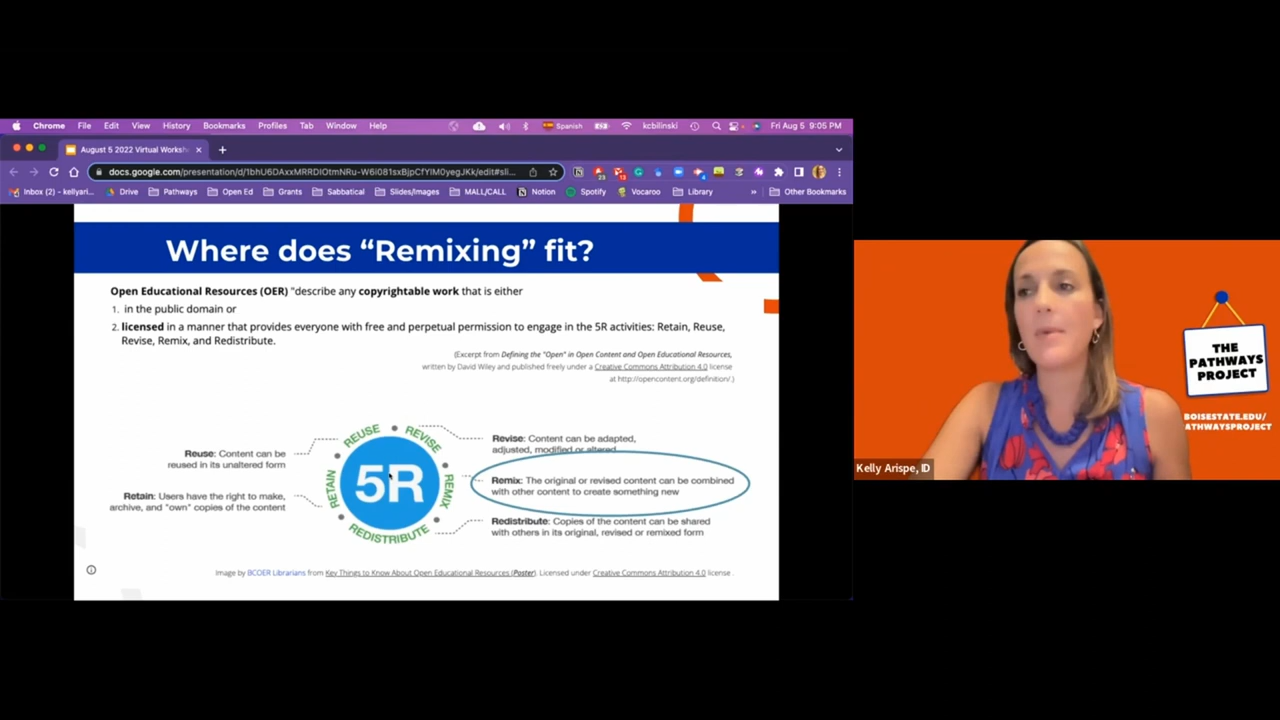 Chrome File Edit View History Bookmarks Profiles Tab Window Help Spanish kcbilinski Fri Aug 5 9:05 PM
August 5 2022 Virtual Worksh
docs.google.com/presentation/d/
Inbox (2) - kellyari... Drive Pathways Open Ed Grants Sabbatical Slides/Images MALL/CALL Notion Spotify Vocaroo Library » Other Bookmarks
Where does “Remixing” fit?
Open Educational Resources (OER) "describe any copyrightable work that is either
1. in the public domain or
2. licensed in a manner that provides everyone with free and perpetual permission to engage in the 5R activities: Retain, Reuse,
Revise, Remix, and Redistribute.
(Excerpt from Defining the "Open" in Open Content and Open Educational Resources,
written by David Wiley and published freely under a Creative Commons Attribution 4.0 license
at http://opencontent.org/definition/.)
Reuse: Content can be
reused in its unaltered form
Retain: Users have the right to make,
archive, and "own" copies of the content
REUSE
REVISE
RETAIN
5R
REMIX
REDISTRIBUTE
Revise: Content can be adapted,
adjusted, modified or altered
Remix: The original or revised content can be combined
with other content to create something new
Redistribute: Copies of the content can be shared
with others in its original, revised or remixed form
Image by BCOER Librarians from Key Things to Know About Open Educational Resources (Poster). Licensed under Creative Commons Attribution 4.0 license .
THE
PATHWAYS
PROJECT
BOISESTATE.EDU/
ATHWAYSPROJECT
Kelly Arispe, ID